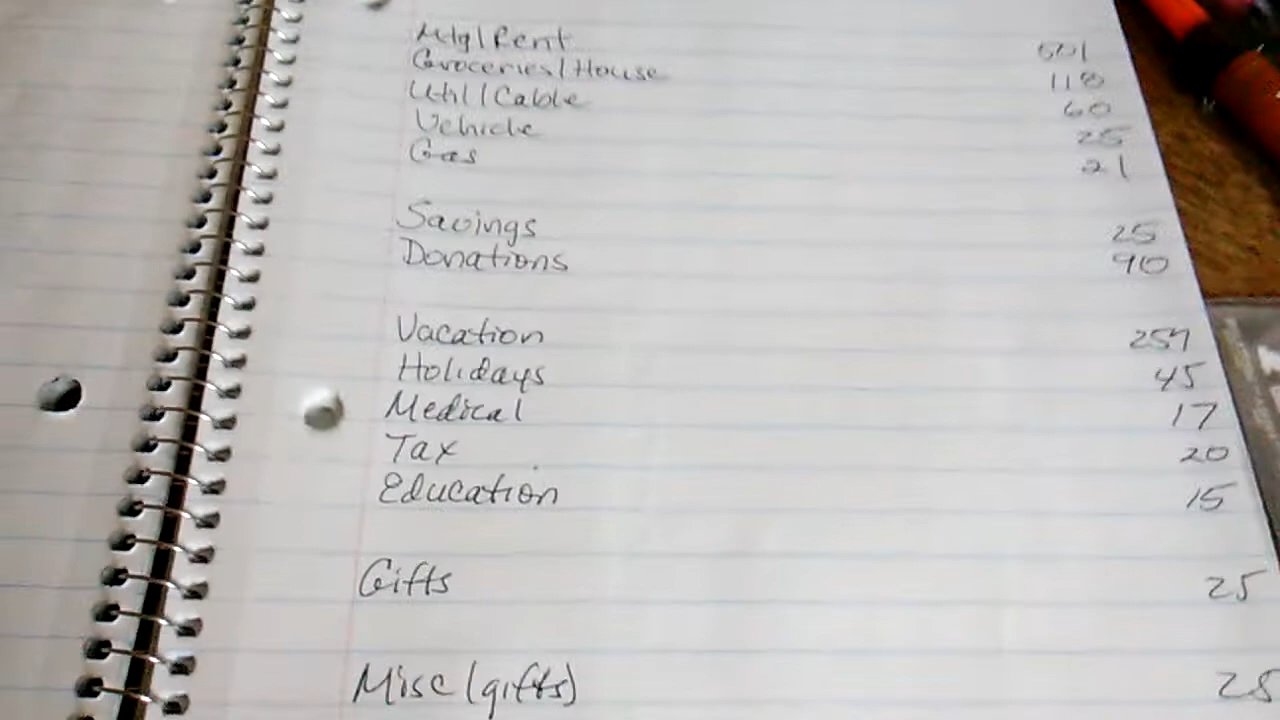 Mtg/Rent 601
Groceries/House 118
Util/Cable 60
Vehicle 25
Gas 21
Savings 25
Donations 90
Vacation 257
Holidays 45
Medical 17
Tax 20
Education 15
Gifts 25
Misc (gifts) 25